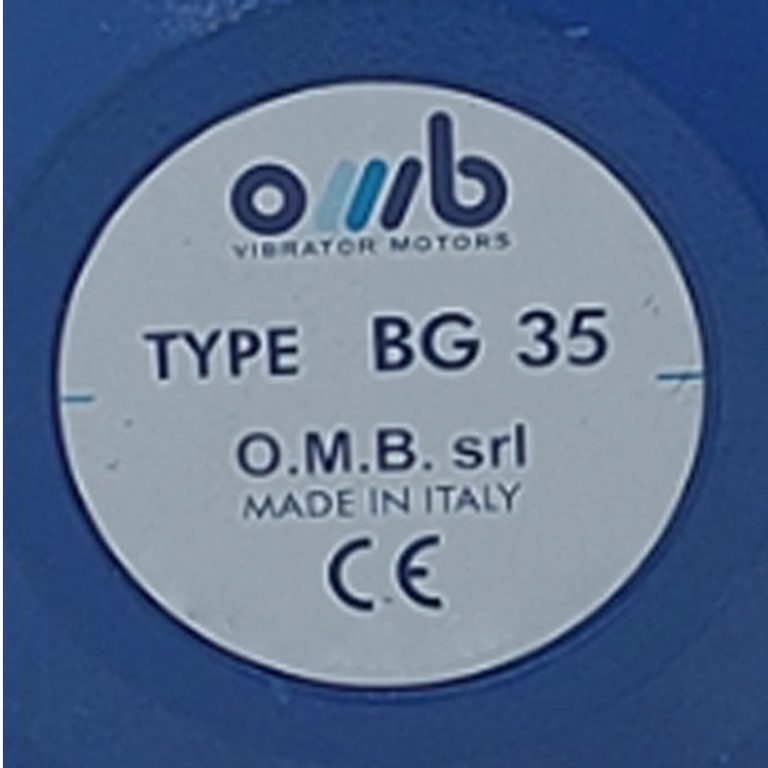 omb
VIBRATOR MOTORS
TYPE BG 35
O.M.B. srl
MADE IN ITALY
CE